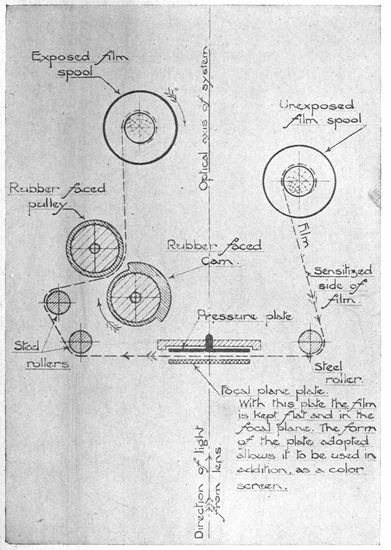 Exposed film
spool
Optical axis of system
Unexposed
film spool
Rubber faced
pulley
Rubber faced
Cam.
Film
Sensitized
side of
film.
Pressure plate
Steel
rollers
Steel
roller.
Focal plane plate.
With this plate the film
is kept flat and in the
focal plane. The form
of the plate adopted
allows it to be used in
addition, as a color
screen.
Direction of light
from lens